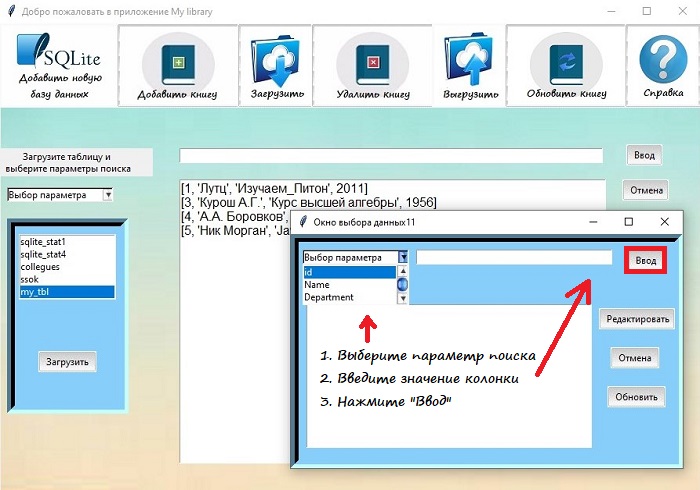 Добро пожаловать в приложение My library
SQLite
Добавить новую
базу данных
Добавить книгу
Загрузить
Удалить книгу
Выгрузить
Обновить книгу
Справка
Загрузите таблицу и
выберите параметры поиска
Ввод
Выбор параметра
Отмена
[1, 'Лутц', 'Изучаем_Питон', 2011]
[3, 'Курош А.Г.', 'Курс высшей алгебры', 1956]
[4, 'А.А. Боровков',
[5, 'Ник Морган', 'Ja
sqlite_stat1
sqlite_stat4
collegues
ssok
my_tbl
Загрузить
Окно выбора данных11
Выбор параметра
Ввод
id
Name
Department
Редактировать
1. Выберите параметр поиска
2. Введите значение колонки
3. Нажмите "Ввод"
Отмена
Обновить